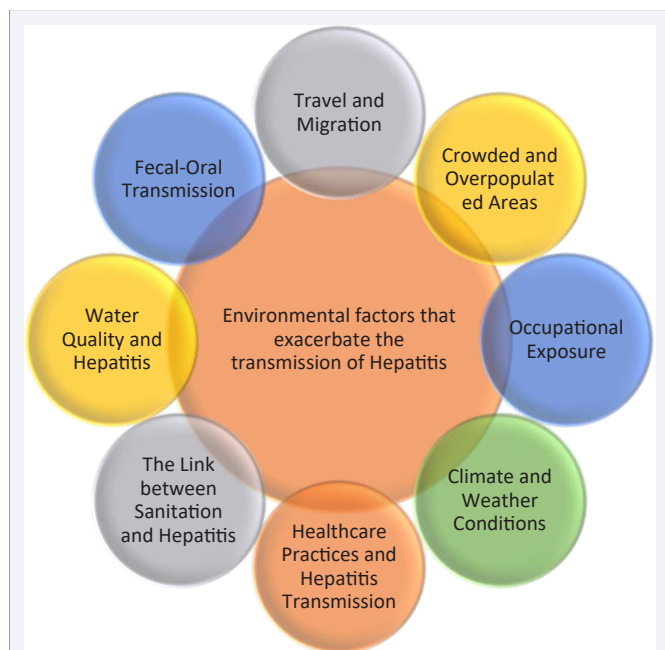 Travel and
Migration
Crowded and
Overpopulat
ed Areas
Occupational
Exposure
Climate and
Weather
Conditions
Healthcare
Practices and
Hepatitis
Transmission
The Link
between
Sanitation
and Hepatitis
Water
Quality and
Hepatitis
Fecal-Oral
Transmission
Environmental factors that
exacerbate the
transmission of Hepatitis